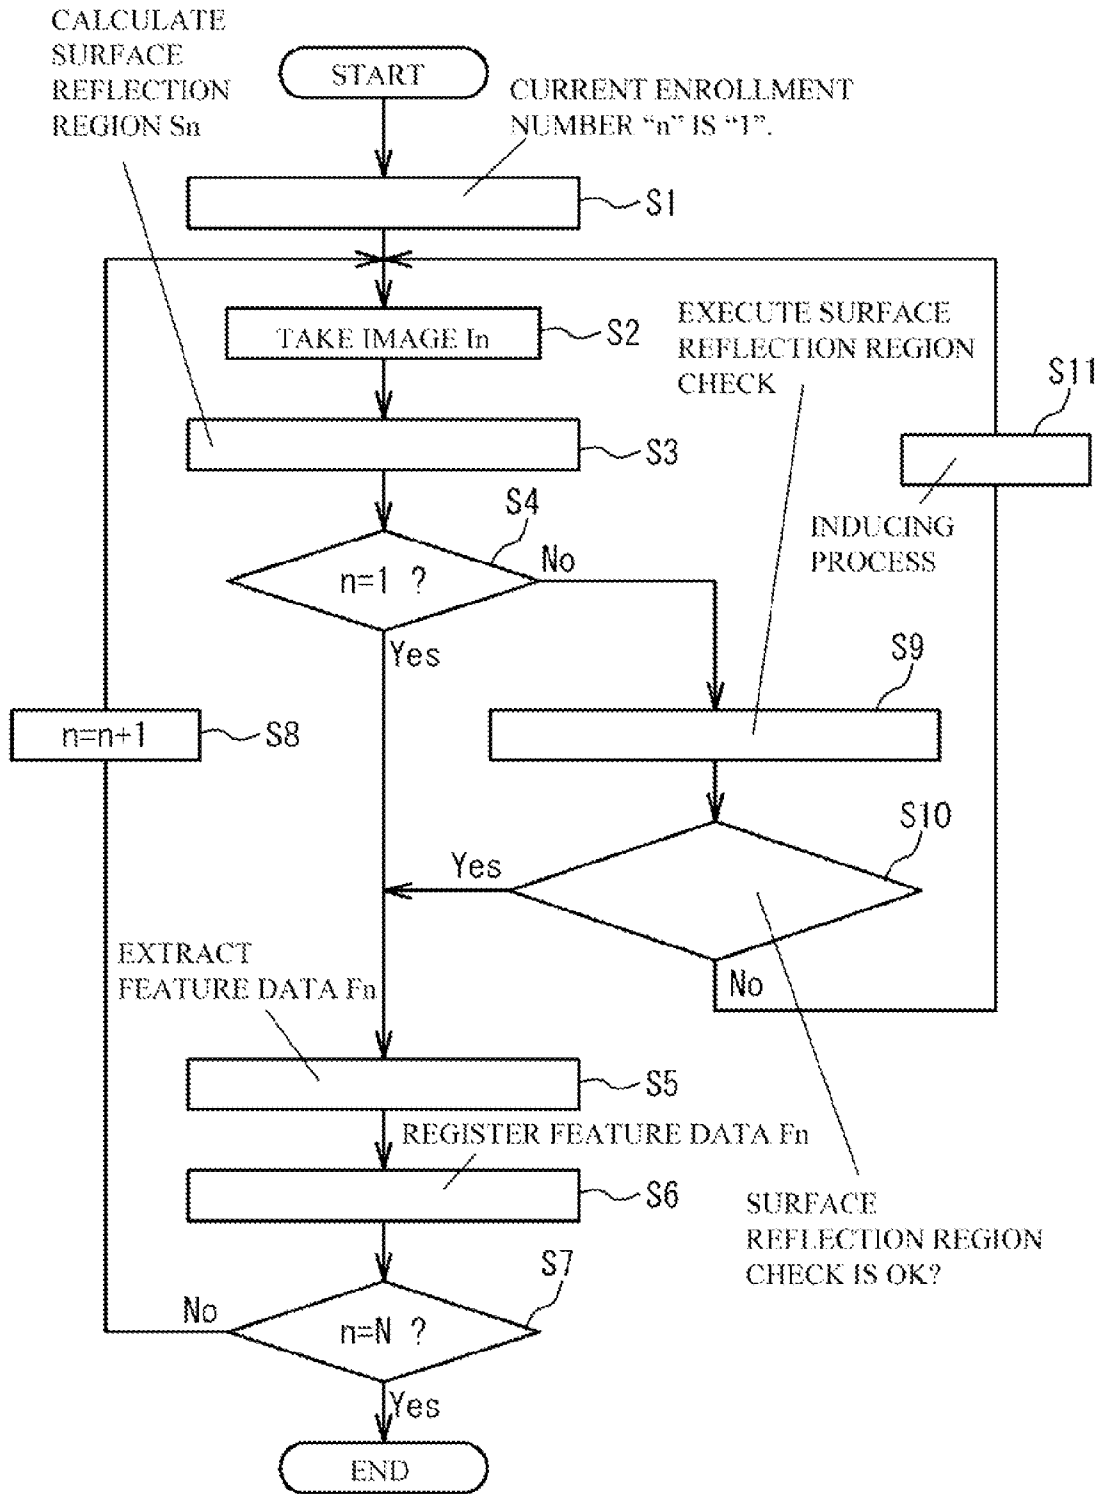 CALCULATE
SURFACE
REFLECTION
REGION Sn
START
CURRENT ENROLLMENT
NUMBER “n” IS “1”.
S1
TAKE IMAGE In
S2
EXECUTE SURFACE
REFLECTION REGION
CHECK
S11
S3
S4
INDUCING
PROCESS
n=1 ?
No
Yes
S9
n=n+1
S8
S10
Yes
EXTRACT
FEATURE DATA Fn
No
S5
REGISTER FEATURE DATA Fn
S6
SURFACE
REFLECTION REGION
CHECK IS OK?
S7
No
n=N ?
Yes
END